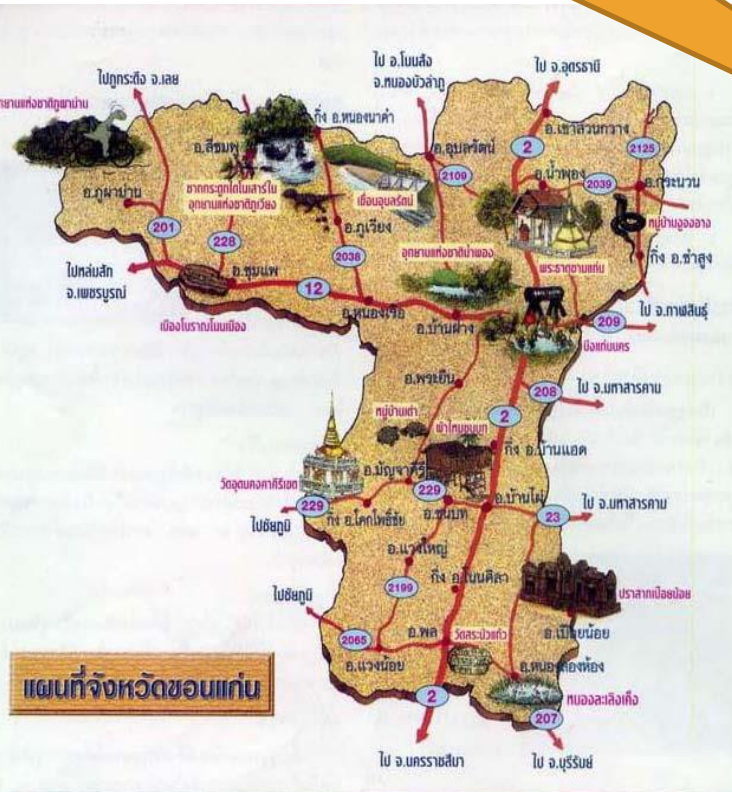 ไป อ.โนนสัง
จ.หนองบัวลำภู
ไป จ.อุดรธานี
ไปภูกระดึง จ.เลย
อุทยานแห่งชาติภูผาม่าน
กิ่ง อ.หนองนาคำ
อ.เขาสวนกวาง
2
2125
อ.สีชมพู
อ.อุบลรัตน์
2109
อ.น้ำพอง
2039
อ.กระนวน
ซากกระดูกไดโนเสาร์ใน
อุทยานแห่งชาติภูเวียง
เขื่อนอุบลรัตน์
อ.ภูผาม่าน
201
228
อ.ภูเวียง
2038
หมู่บ้านงูจงอาง
อุทยานแห่งชาติน้ำพอง
พระธาตุขามแก่น
กิ่ง อ.ซำสูง
ไปหล่มสัก
จ.เพชรบูรณ์
อ.ชุมแพ
12
อ.หนองเรือ
อ.บ้านฝาง
ไป จ.กาฬสินธุ์
209
เมืองโบราณโนนเมือง
บึงแก่นนคร
อ.พระยืน
208
ไป จ.มหาสารคาม
หมู่บ้านเต่า
ผ้าไหมชนบท
2
กิ่ง อ.บ้านแฮด
อ.มัญจาคีรี
วัดอุดมคงคาคีรีเขต
229
229
อ.ชนบท
อ.บ้านไผ่
23
ไป จ.มหาสารคาม
กิ่ง อ.โคกโพธิ์ชัย
ไปชัยภูมิ
อ.แวงใหญ่
2199
กิ่ง อ.โนนศิลา
ปราสาทเปือยน้อย
ไปชัยภูมิ
2065
อ.พล
วัดสระบัวแก้ว
อ.เปือยน้อย
อ.แวงน้อย
อ.หนองสองห้อง
แผนที่จังหวัดขอนแก่น
2
หนองละเลิงเค็ง
207
ไป จ.นครราชสีมา
ไป จ.บุรีรัมย์